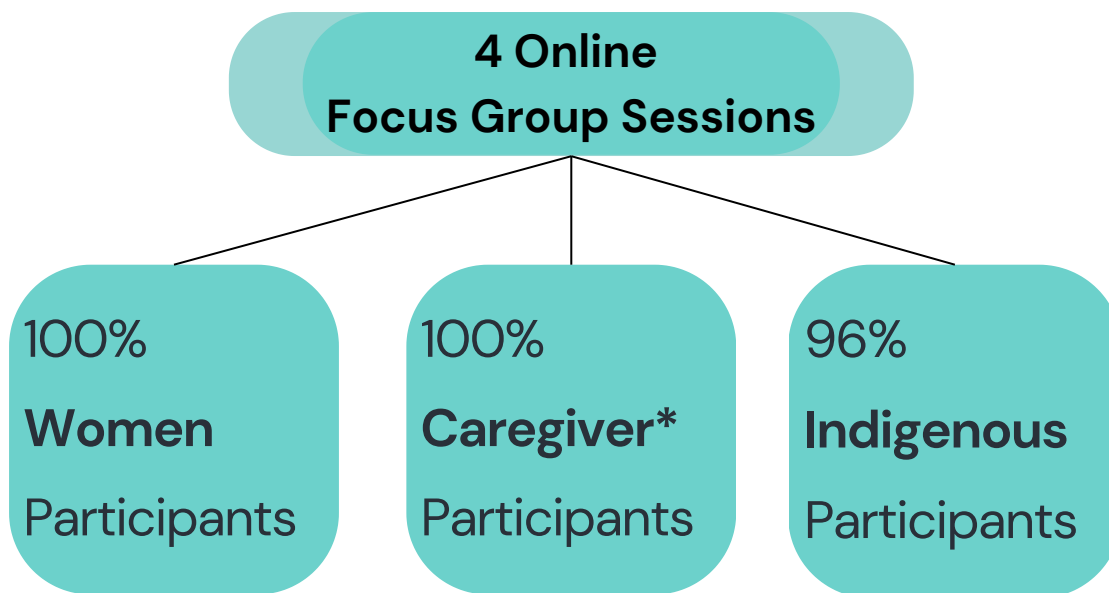 4 Online
Focus Group Sessions
100%
Women
Participants
100%
Caregiver*
Participants
96%
Indigenous
Participants